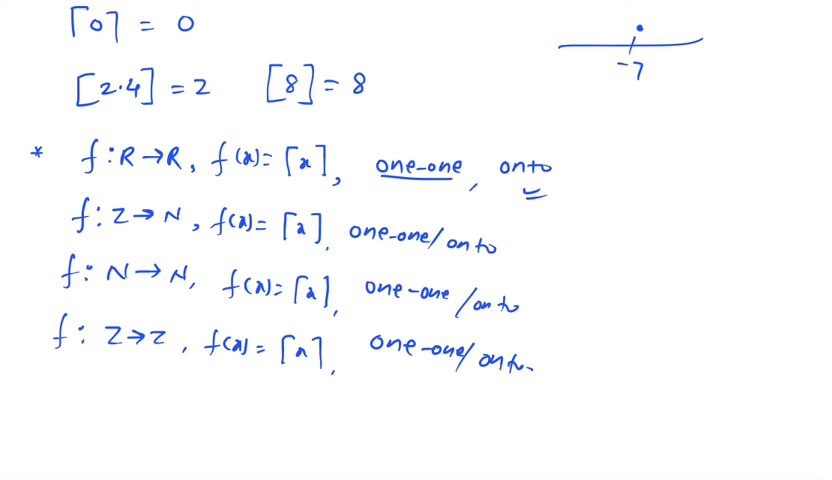 ⌈0⌉ = 0
-7
[2.4] = 2 [8] = 8
* f: R → R, f(x) = ⌈x⌉, one-one, onto
f: Z → N, f(x) = ⌈x⌉, one-one/onto
f: N → N, f(x) = ⌈x⌉, one-one/onto
f: Z → Z, f(x) = ⌈x⌉, one-one/onto.